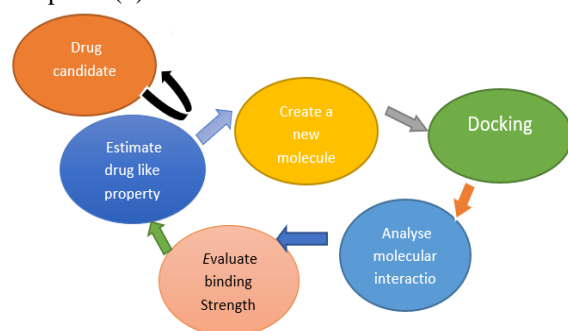 Drug
candidate
Create a
new
molecule
Docking
Analyse
molecular
interactio
Evaluate
binding
Strength
Estimate
drug like
property